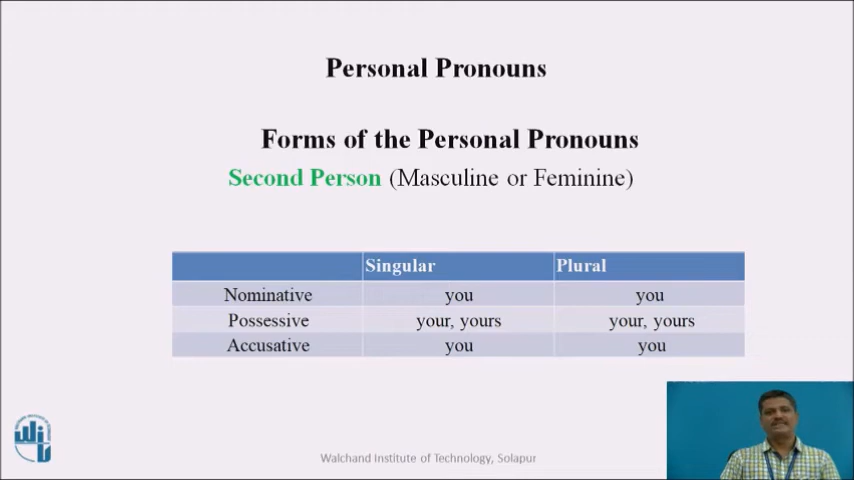 Personal Pronouns
Forms of the Personal Pronouns
Second Person (Masculine or Feminine)
Singular Plural
Nominative you you
Possessive your, yours your, yours
Accusative you you
Walchand Institute of Technology, Solapur